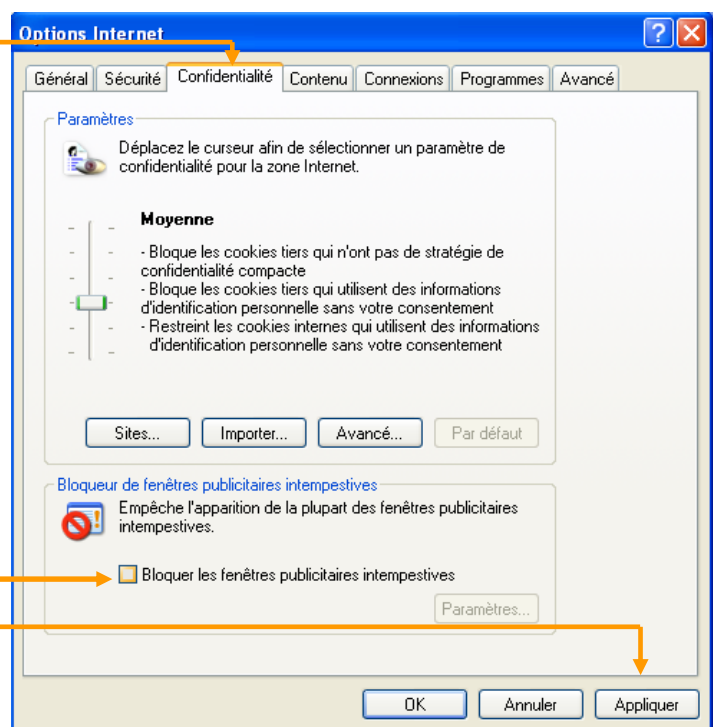 Options Internet
Général Sécurité Confidentialité Contenu Connexions Programmes Avancé
Paramètres
Déplacez le curseur afin de sélectionner un paramètre de
confidentialité pour la zone Internet.
Moyenne
- Bloque les cookies tiers qui n'ont pas de stratégie de
confidentialité compacte
- Bloque les cookies tiers qui utilisent des informations
d'identification personnelle sans votre consentement
- Restreint les cookies internes qui utilisent des informations
d'identification personnelle sans votre consentement
Sites... Importer... Avancé... Par défaut
Bloqueur de fenêtres publicitaires intempestives
Empêche l'apparition de la plupart des fenêtres publicitaires
intempestives.
Bloquer les fenêtres publicitaires intempestives
Paramètres...
OK Annuler Appliquer